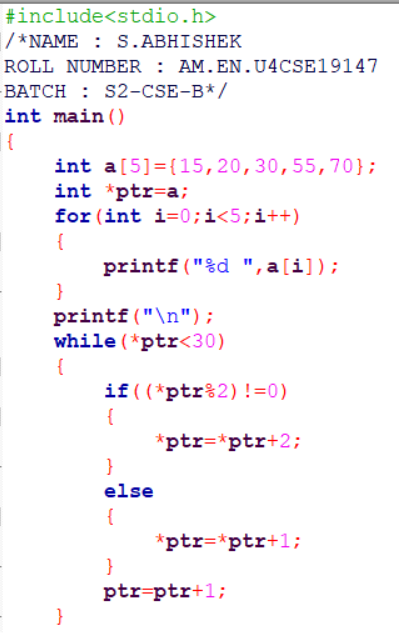 #include<stdio.h>
/*NAME : S.ABHISHEK
ROLL NUMBER : AM.EN.U4CSE19147
BATCH : S2-CSE-B*/
int main()
{
    int a[5]={15,20,30,55,70};
    int *ptr=a;
    for(int i=0;i<5;i++)
    {
        printf("%d ",a[i]);
    }
    printf("\n");
    while(*ptr<30)
    {
        if((*ptr%2)!=0)
        {
            *ptr=*ptr+2;
        }
        else
        {
            *ptr=*ptr+1;
        }
        ptr=ptr+1;
    }